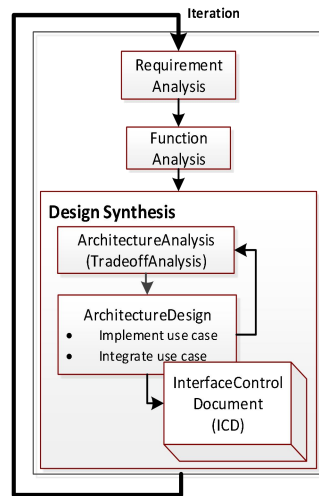 Iteration
Requirement
Analysis
Function
Analysis
Design Synthesis
ArchitectureAnalysis
(TradeoffAnalysis)
ArchitectureDesign
• Implement use case
• Integrate use case
InterfaceControl
Document
(ICD)